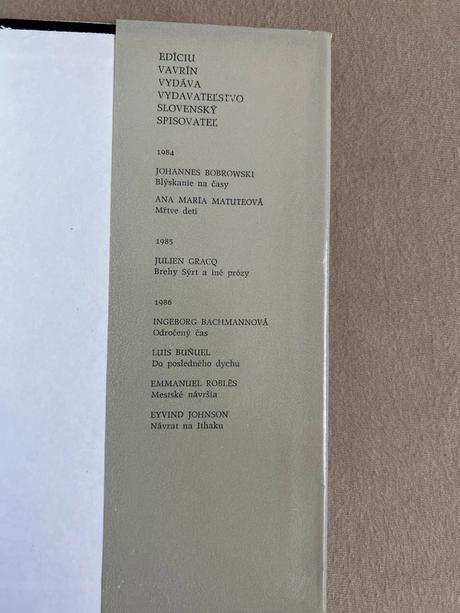 EDÍCIU
VAVRÍN
VYDÁVA
VYDAVATEĽSTVO
SLOVENSKÝ
SPISOVATEĽ
1984
JOHANNES BOBROWSKI
Blýskanie na časy
ANA MARÍA MATUTEOVÁ
Mŕtve deti
1985
JULIEN GRACQ
Brehy Sýrt a iné prózy
1986
INGEBORG BACHMANNOVÁ
Odročený čas
LUIS BUÑUEL
Do posledného dychu
EMMANUEL ROBLÈS
Mestské návršia
EYVIND JOHNSON
Návrat na Ithaku